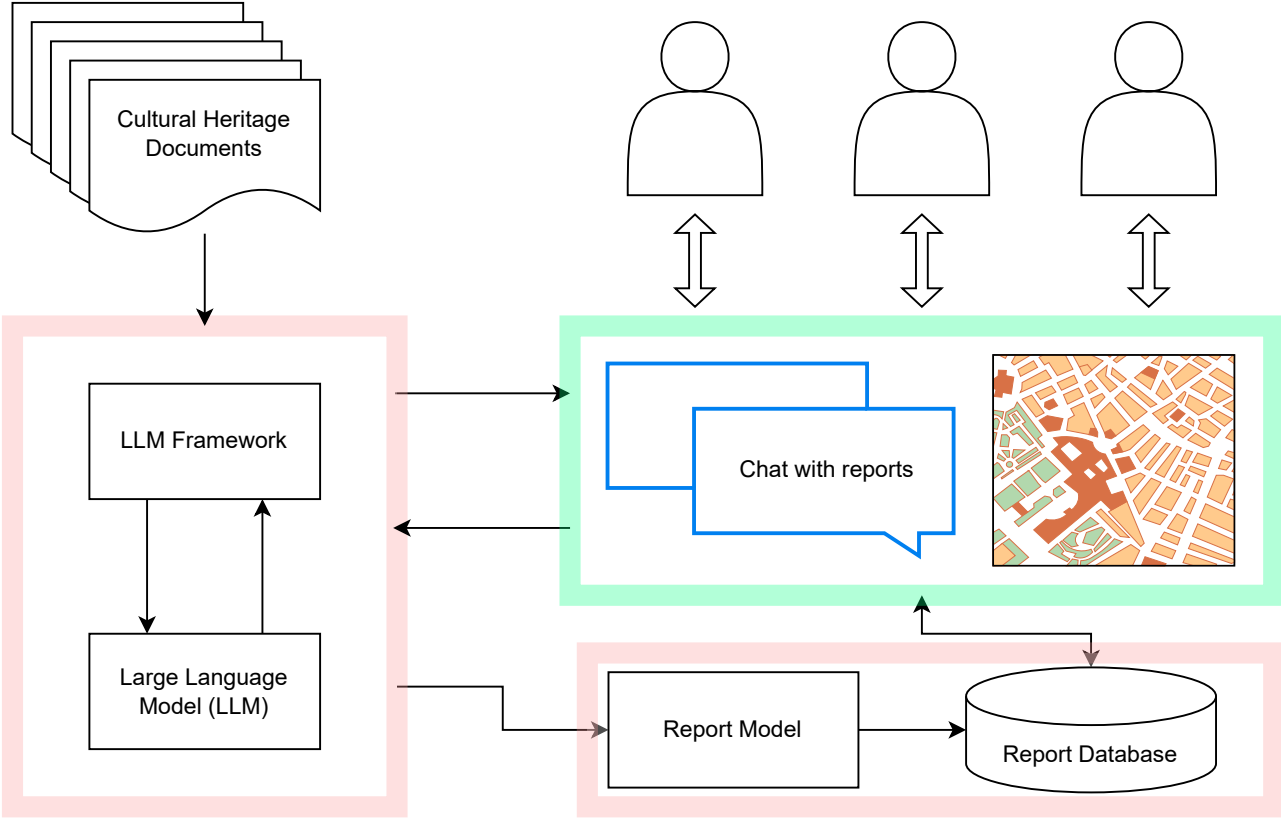 Cultural Heritage
Documents
LLM Framework
Chat with reports
Large Language
Model (LLM)
Report Model
Report Database